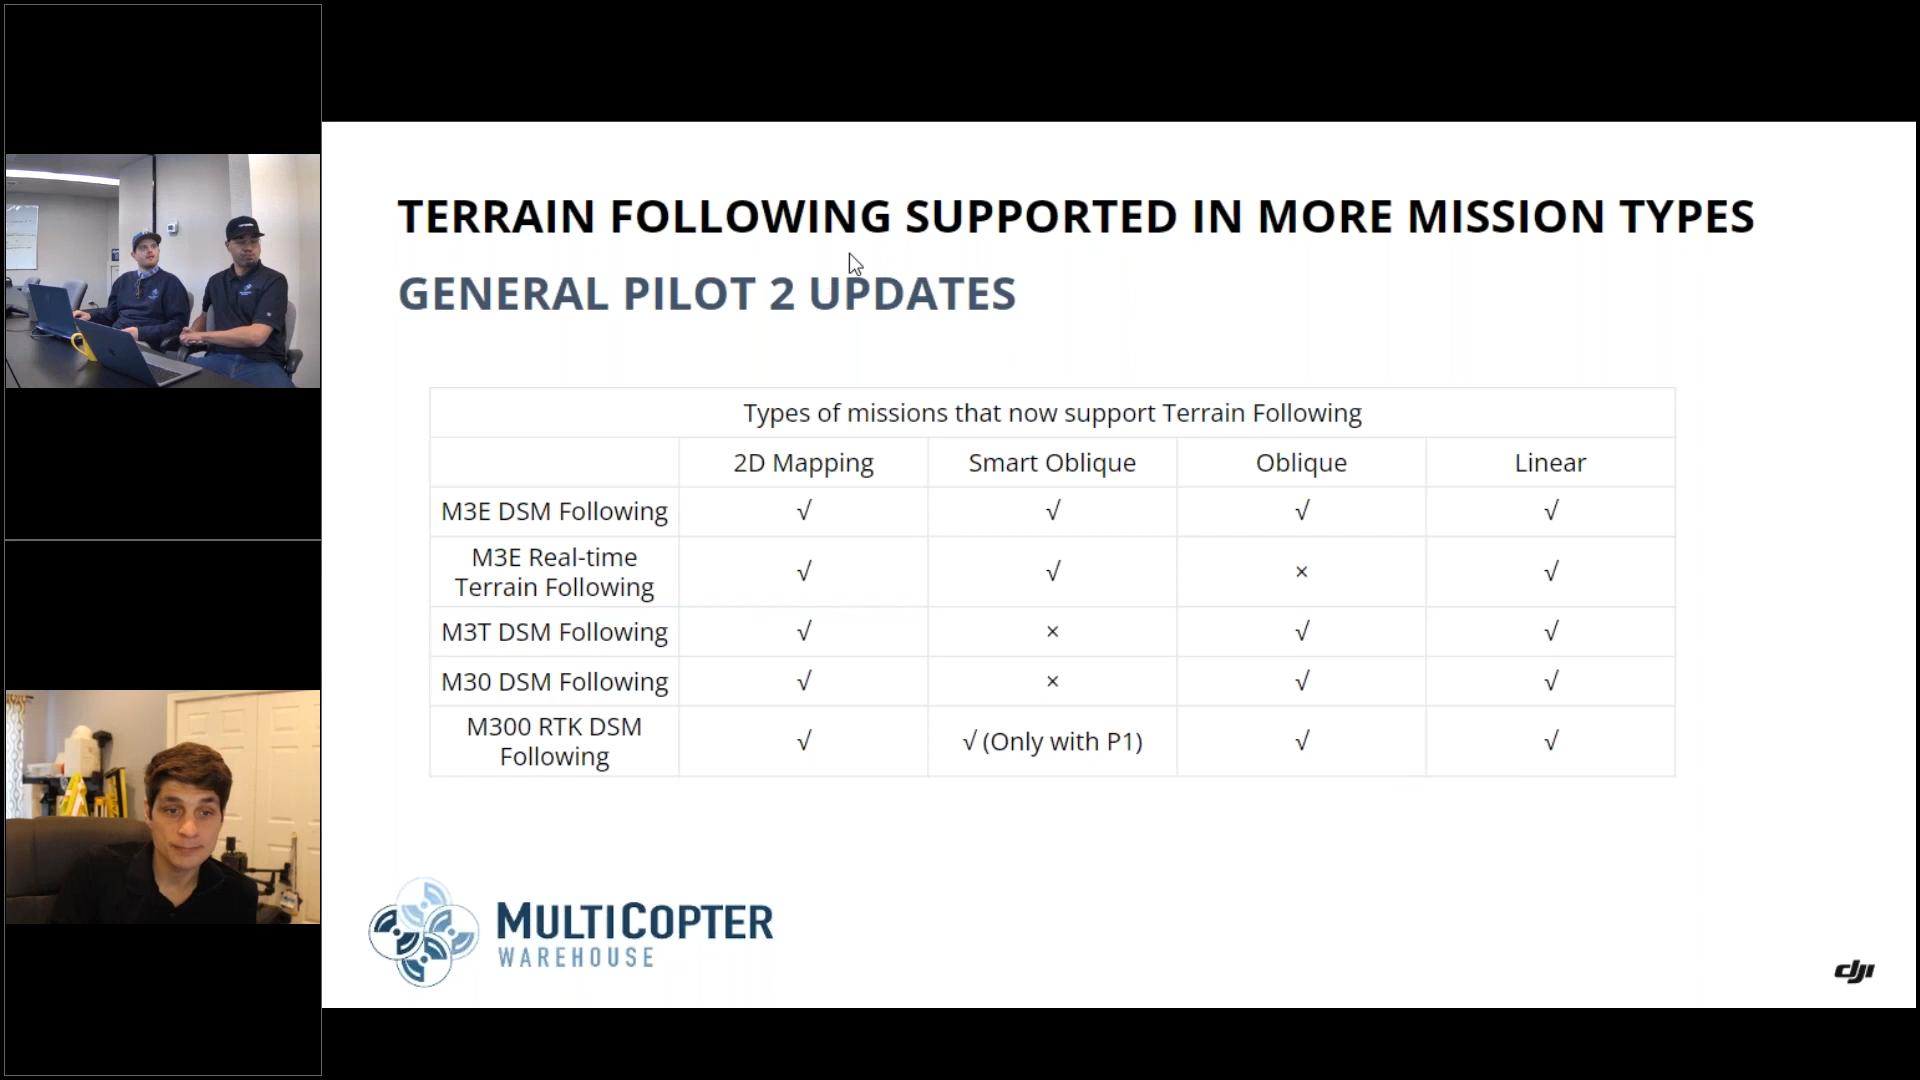 TERRAIN FOLLOWING SUPPORTED IN MORE MISSION TYPES
GENERAL PILOT 2 UPDATES
Types of missions that now support Terrain Following
2D Mapping Smart Oblique Oblique Linear
M3E DSM Following √ √ √ √
M3E Real-time
Terrain Following √ √ × √
M3T DSM Following √ × √ √
M30 DSM Following √ × √ √
M300 RTK DSM
Following √ √ (Only with P1) √ √
MULTICOPTER
WAREHOUSE
dji